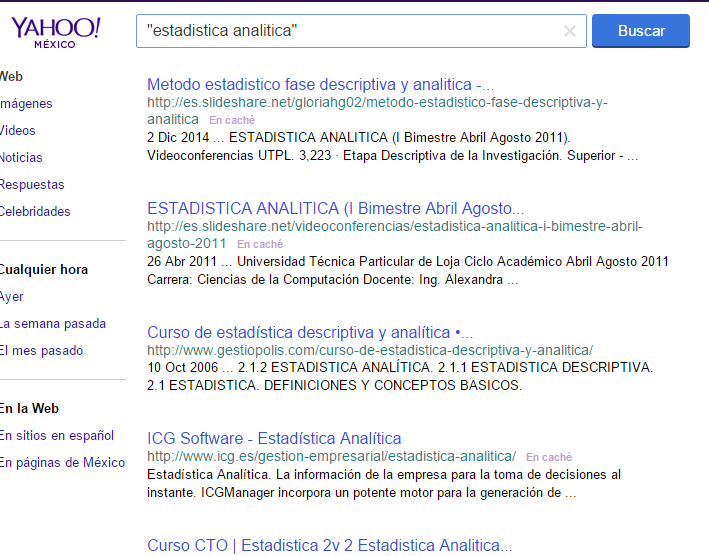 YAHOO!
MÉXICO
"estadistica analitica"
Buscar
Web
Imágenes
Videos
Noticias
Respuestas
Celebridades
Cualquier hora
Ayer
La semana pasada
El mes pasado
En la Web
En sitios en español
En páginas de México
Metodo estadistico fase descriptiva y analitica -...
http://es.slideshare.net/gloriahg02/metodo-estadistico-fase-descriptiva-y-
analitica En caché
2 Dic 2014 ... ESTADISTICA ANALITICA (I Bimestre Abril Agosto 2011).
Videoconferencias UTPL. 3,223 · Etapa Descriptiva de la Investigación. Superior - ...
ESTADISTICA ANALITICA (I Bimestre Abril Agosto...
http://es.slideshare.net/videoconferencias/estadistica-analitica-i-bimestre-abril-
agosto-2011 En caché
26 Abr 2011 ... Universidad Técnica Particular de Loja Ciclo Académico Abril Agosto 2011
Carrera: Ciencias de la Computación Docente: Ing. Alexandra ...
Curso de estadística descriptiva y analítica •...
http://www.gestiopolis.com/curso-de-estadistica-descriptiva-y-analitica/
10 Oct 2006 ... 2.1.2 ESTADISTICA ANALÍTICA. 2.1.1 ESTADISTICA DESCRIPTIVA.
2.1 ESTADISTICA. DEFINICIONES Y CONCEPTOS BASICOS.
ICG Software - Estadística Analítica
http://www.icg.es/gestion-empresarial/estadistica-analitica/ En caché
Estadística Analítica. La información de la empresa para la toma de decisiones al
instante. ICGManager incorpora un potente motor para la generación de ...
Curso CTO | Estadistica 2v 2 Estadistica Analitica...